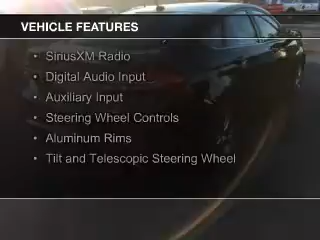 VEHICLE FEATURES
• SiriusXM Radio
• Digital Audio Input
• Auxiliary Input
• Steering Wheel Controls
• Aluminum Rims
• Tilt and Telescopic Steering Wheel